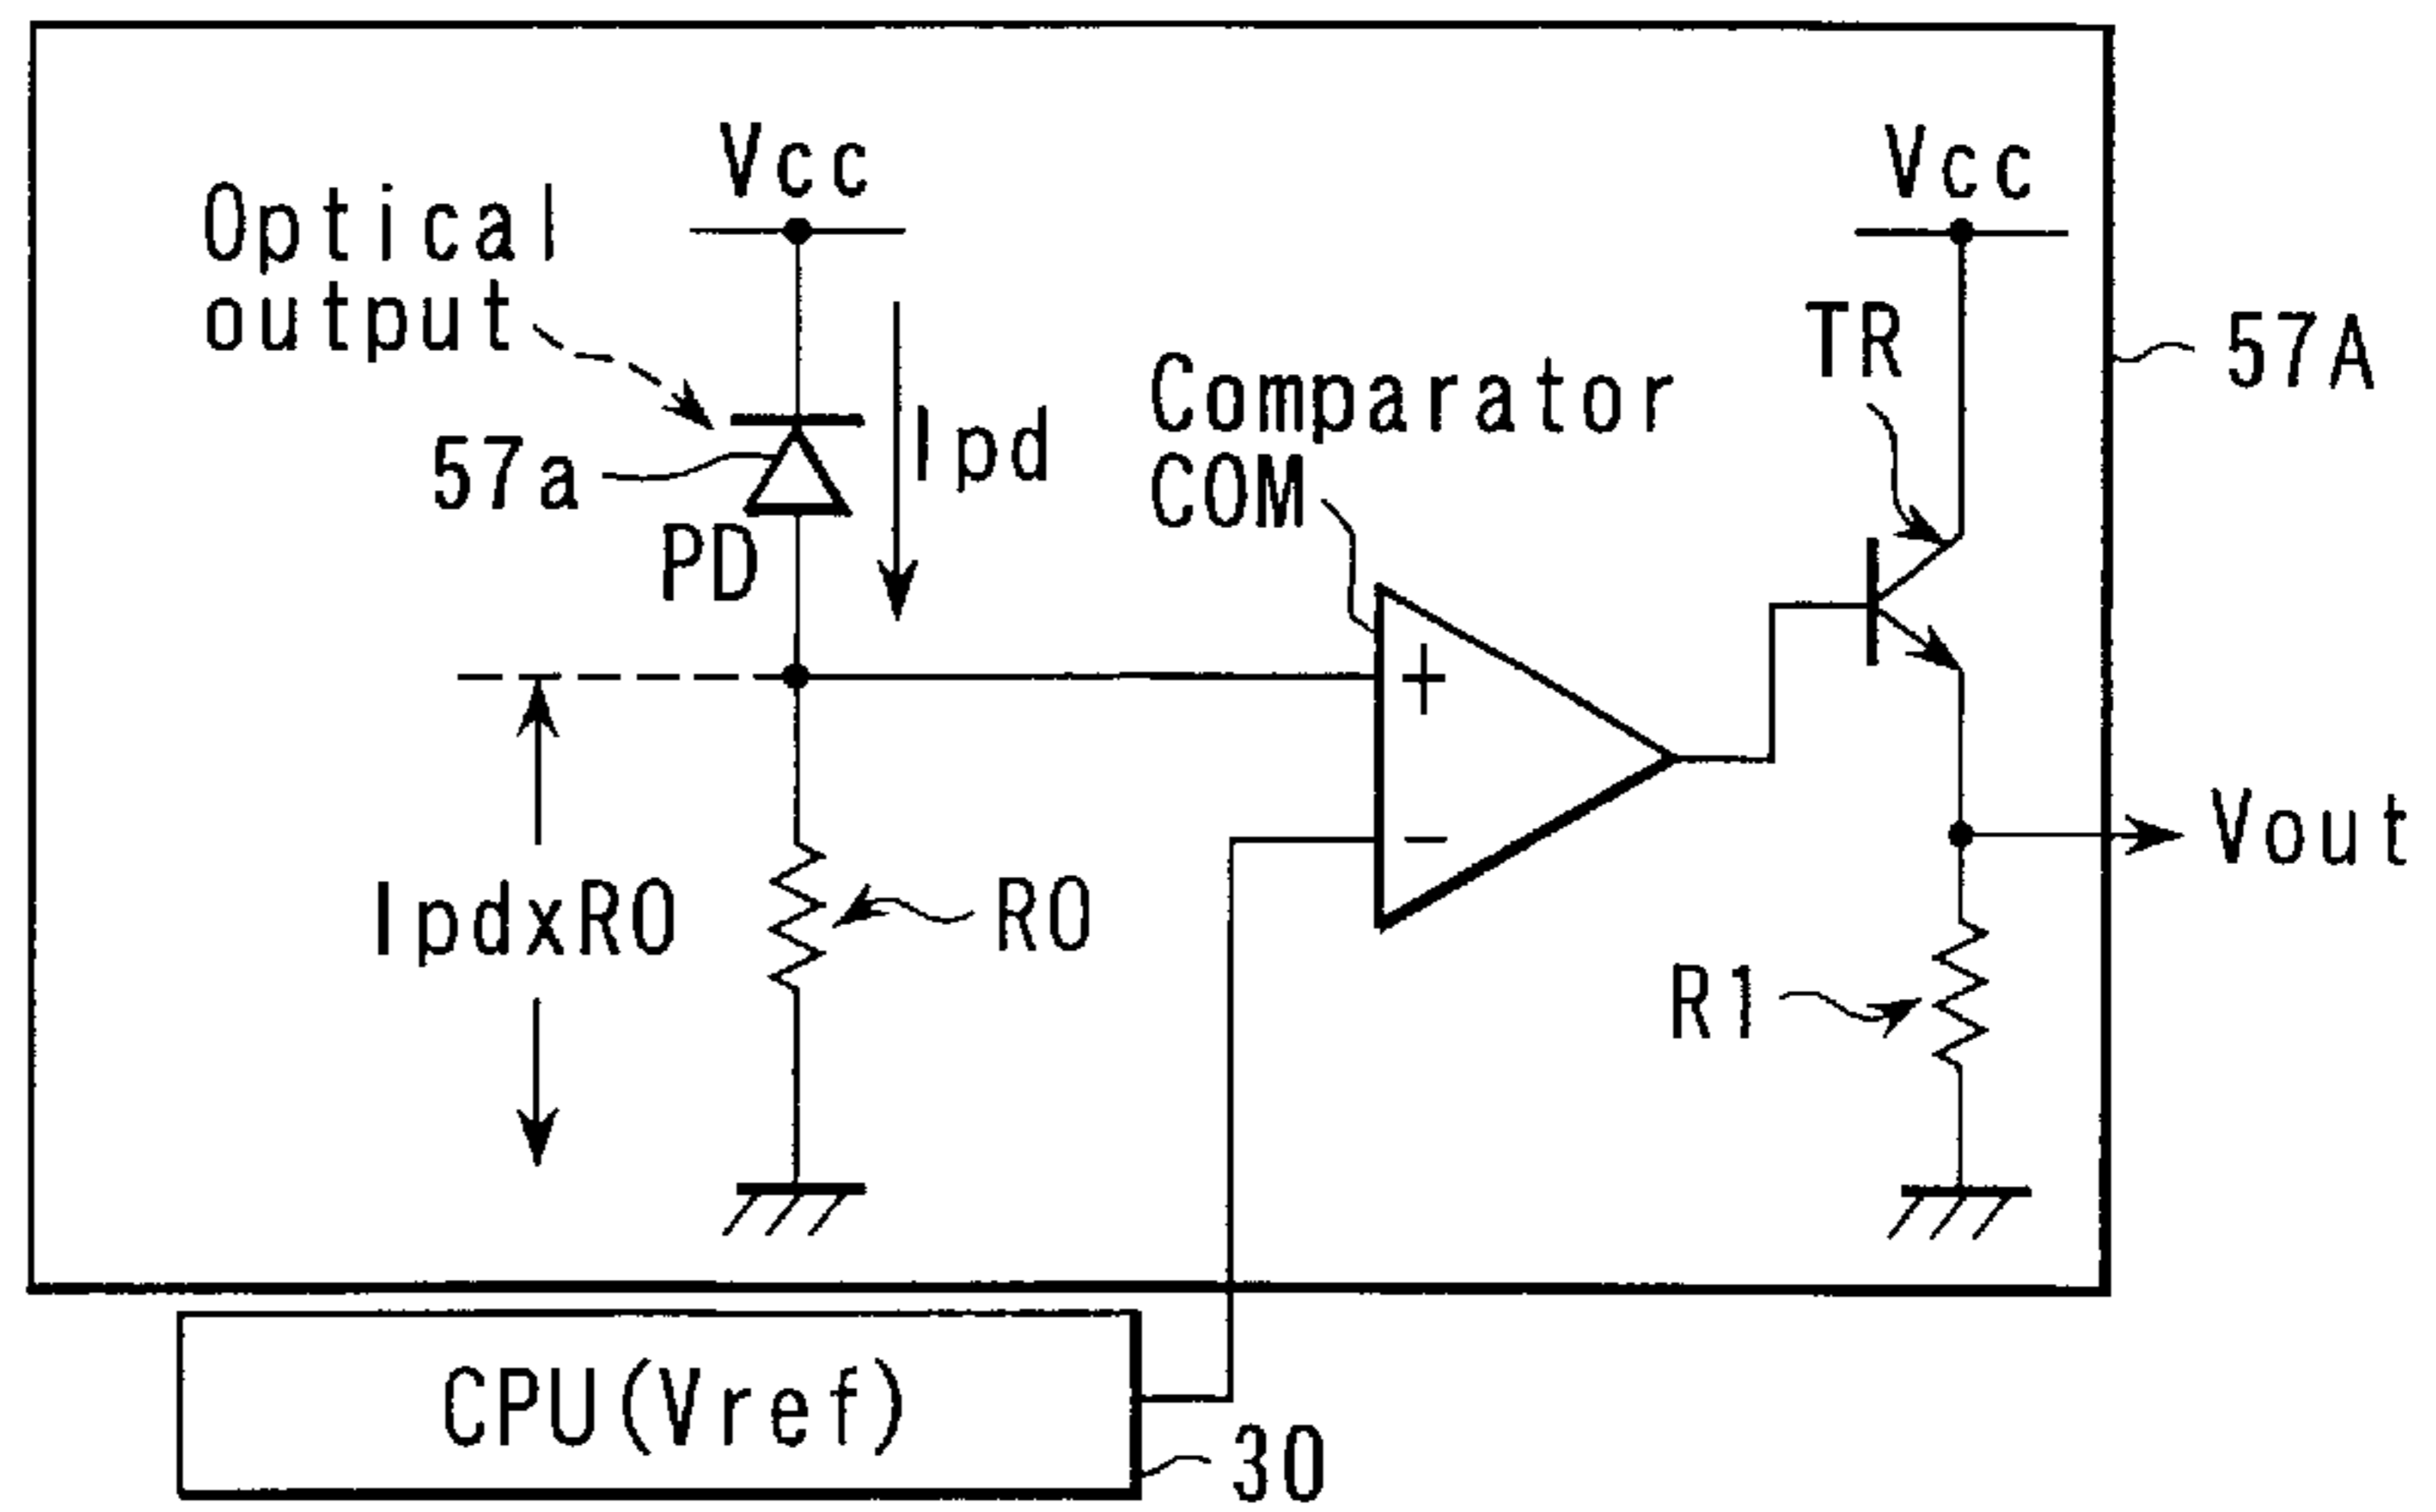 Vcc
Vcc
Optical
output
TR
57A
Comparator
COM
Ipd
57a
PD
+
−
Vout
IpdxR0
R0
R1
CPU(Vref)
30